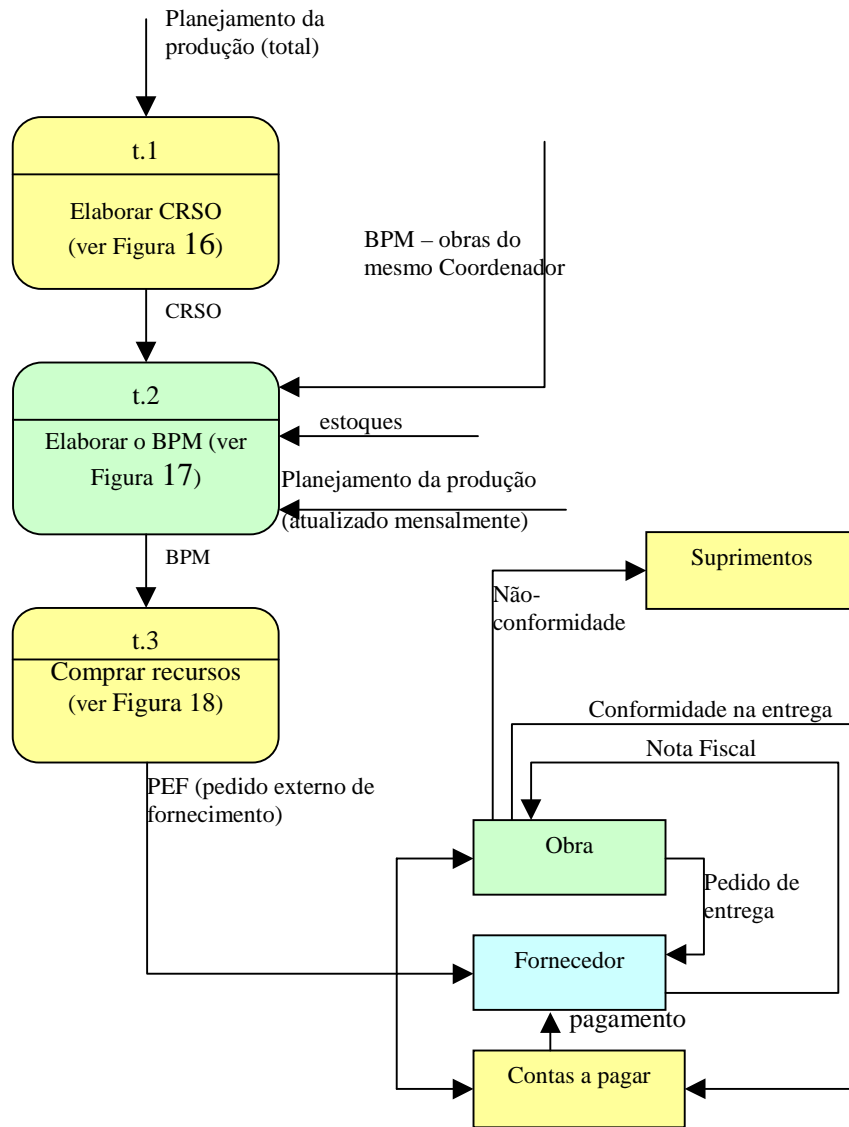 Planejamento da
produção (total)
t.1
Elaborar CRSO
(ver Figura 16)
BPM – obras do
mesmo Coordenador
CRSO
t.2
Elaborar o BPM (ver
Figura 17)
estoques
Planejamento da produção
(atualizado mensalmente)
BPM
Suprimentos
Não-
conformidade
t.3
Comprar recursos
(ver Figura 18)
Conformidade na entrega
Nota Fiscal
PEF (pedido externo de
fornecimento)
Obra
Pedido de
entrega
Fornecedor
pagamento
Contas a pagar